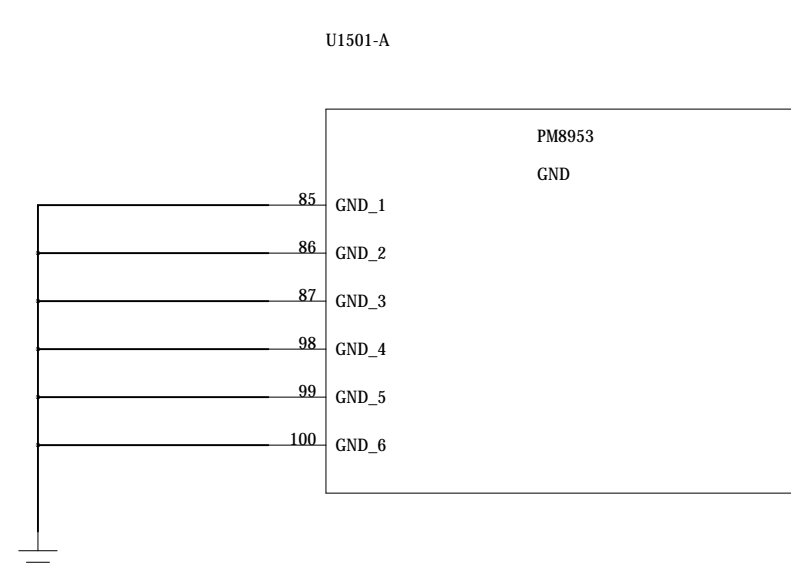 U1501-A
PM8953
GND
85 GND_1
86 GND_2
87 GND_3
98 GND_4
99 GND_5
100 GND_6